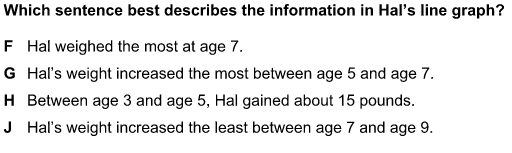 Which sentence best describes the information in Hal's line graph?
F Hal weighed the most at age 7.
G Hal's weight increased the most between age 5 and age 7.
H Between age 3 and age 5, Hal gained about 15 pounds.
J Hal's weight increased the least between age 7 and age 9.